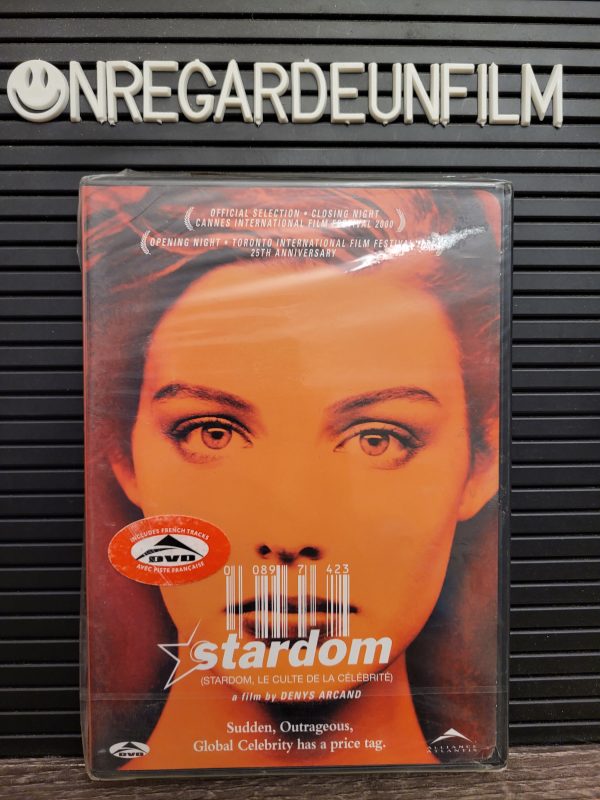 ONREGARDEUNFILM
OFFICIAL SELECTION • CLOSING NIGHT
CANNES INTERNATIONAL FILM FESTIVAL 2000
OPENING NIGHT • TORONTO INTERNATIONAL FILM FESTIVAL
25TH ANNIVERSARY
INCLUDES FRENCH TRACKS
DVD
AVEC PISTE FRANÇAISE
0 089 7 423
stardom
(STARDOM, LE CULTE DE LA CÉLÉBRITÉ)
a film by DENYS ARCAND
Sudden, Outrageous,
Global Celebrity has a price tag.
DVD
ALLIANCE
ATLANTIS